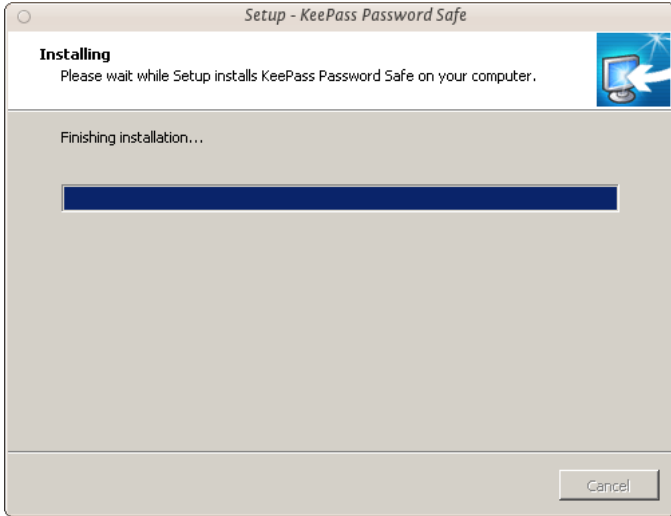 Setup - KeePass Password Safe
Installing
Please wait while Setup installs KeePass Password Safe on your computer.
Finishing installation...
Cancel